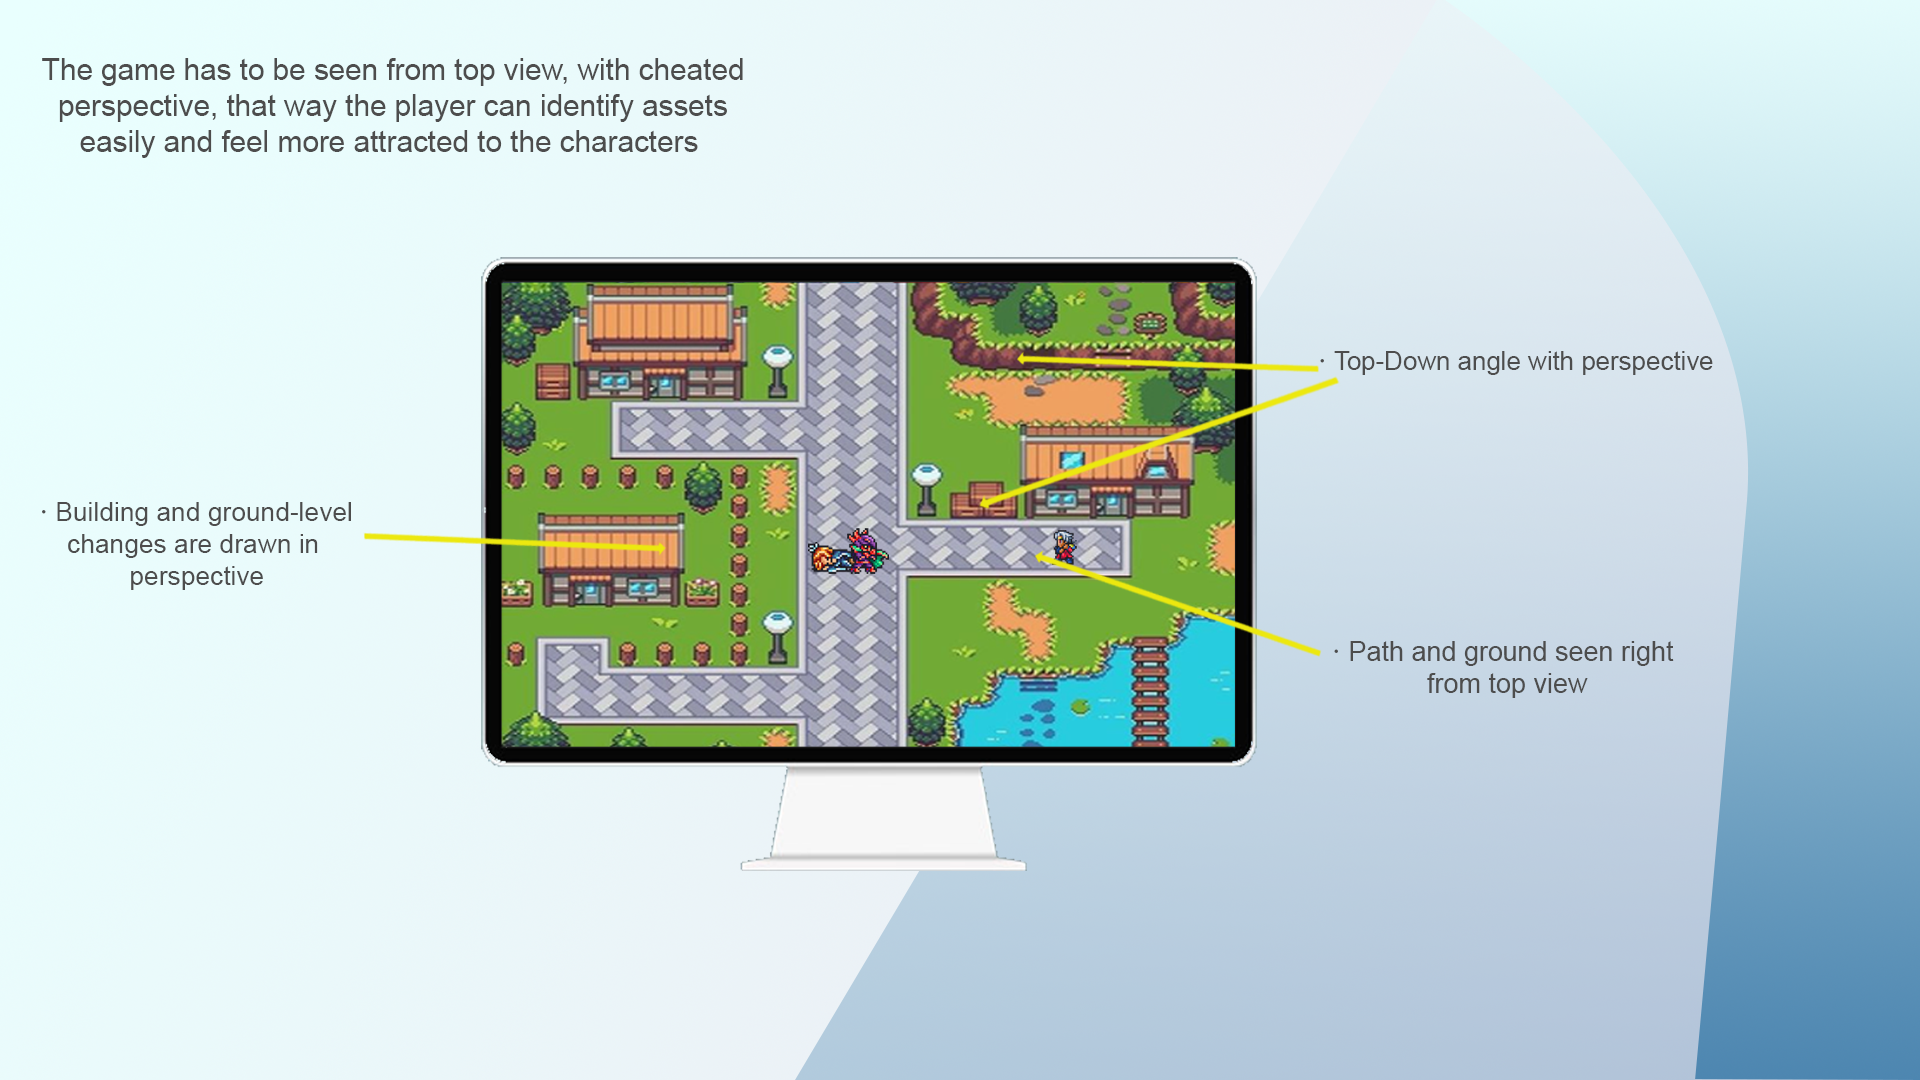 The game has to be seen from top view, with cheated
perspective, that way the player can identify assets
easily and feel more attracted to the characters
· Top-Down angle with perspective
· Building and ground-level
changes are drawn in
perspective
· Path and ground seen right
from top view